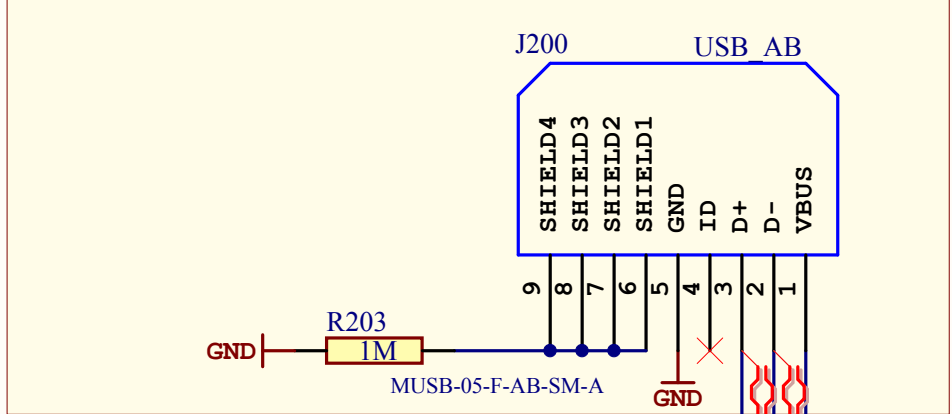 J200
USB_AB
SHIELD4
SHIELD3
SHIELD2
SHIELD1
GND
ID
D+
D-
VBUS
9
8
7
6
5
4
3
2
1
R203
GND
1M
MUSB-05-F-AB-SM-A
GND